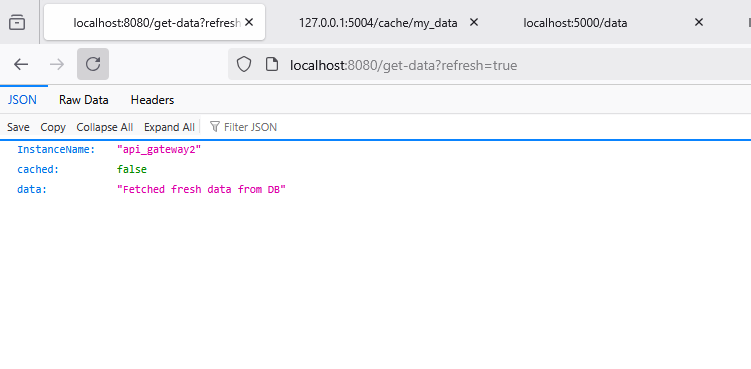 localhost:8080/get-data?refresh 127.0.0.1:5004/cache/my_data localhost:5000/data
localhost:8080/get-data?refresh=true
JSON Raw Data Headers
Save Copy Collapse All Expand All Filter JSON
InstanceName: "api_gateway2"
cached: false
data: "Fetched fresh data from DB"